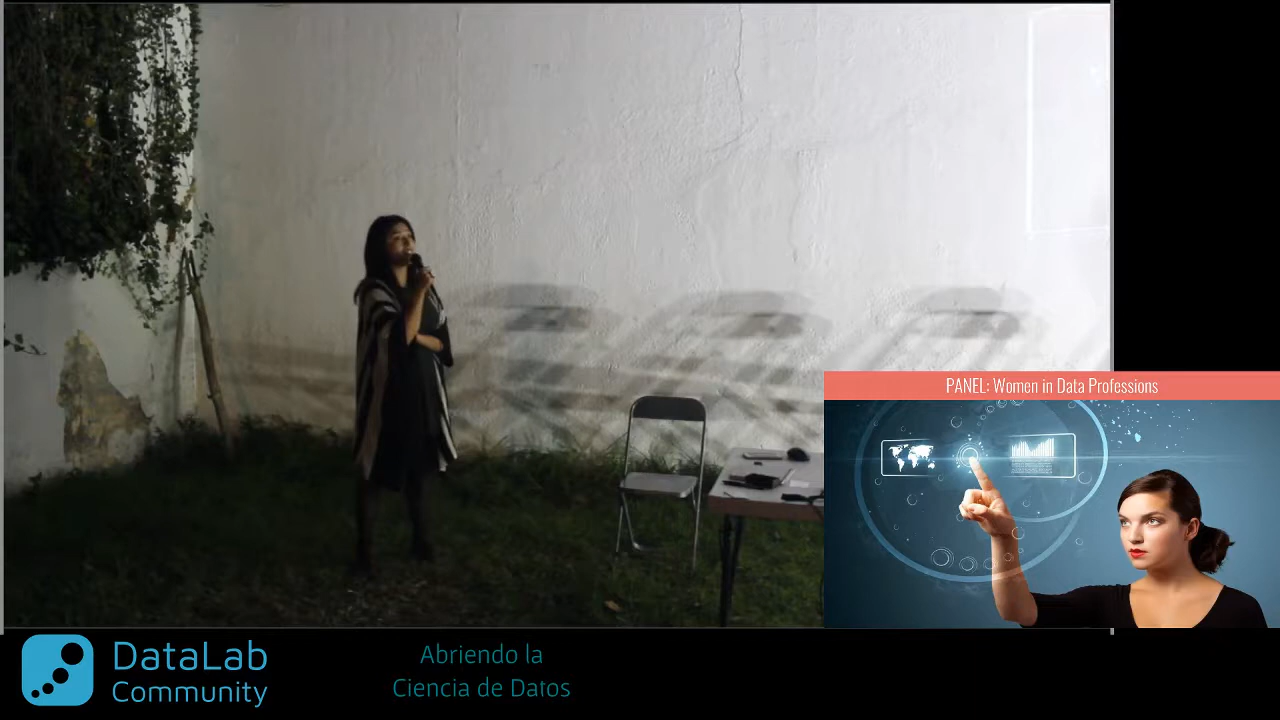 PANEL: Women in Data Professions
DataLab
Community
Abriendo la
Ciencia de Datos